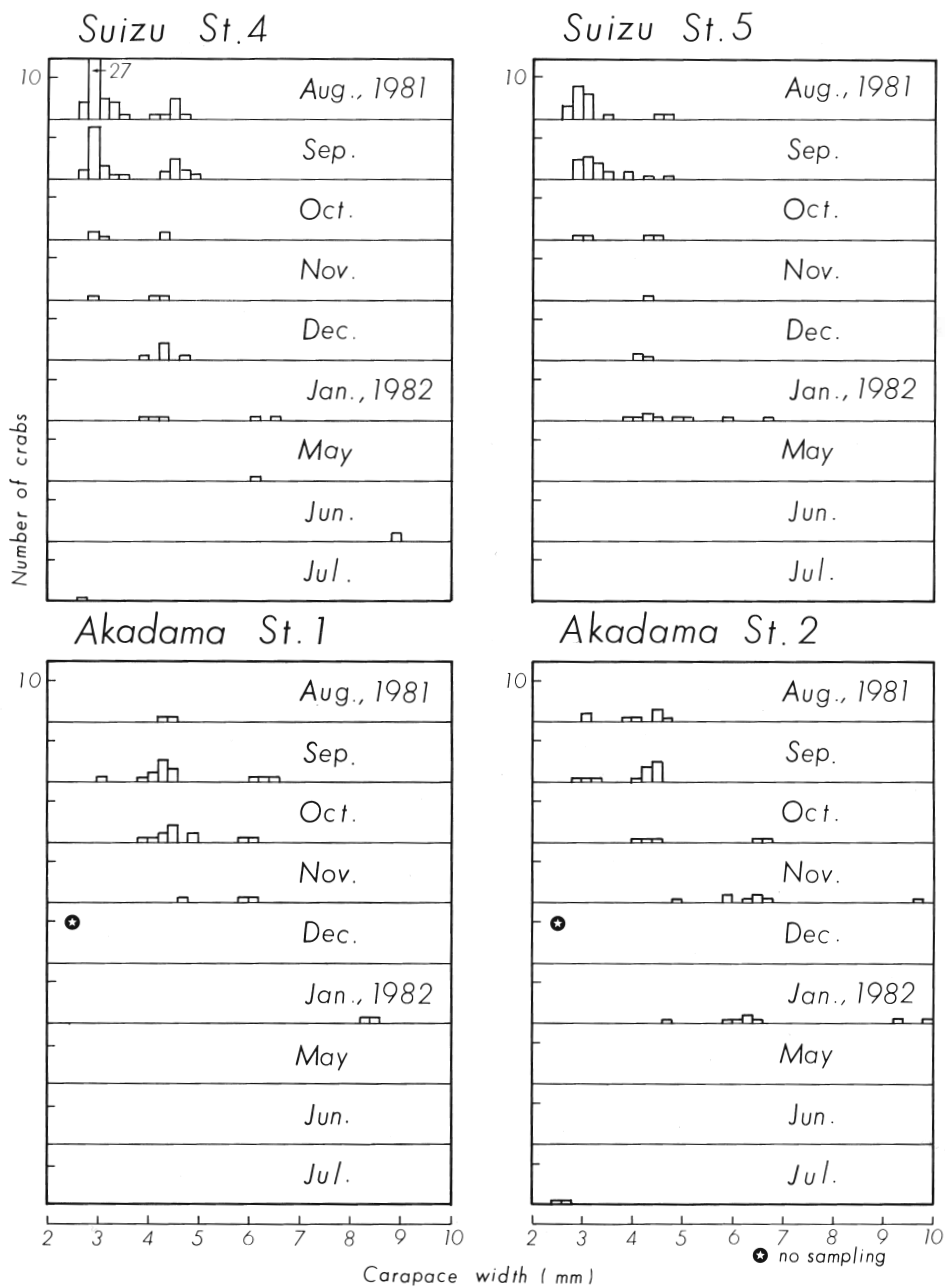 Suizu St.4
Suizu St.5
10
27
Aug., 1981
Sep.
Oct.
Nov.
Dec.
Jan., 1982
May
Jun.
Jul.
10
Aug., 1981
Sep.
Oct.
Nov.
Dec.
Jan., 1982
May
Jun.
Jul.
Number of crabs
Akadama St.1
Akadama St.2
10
Aug., 1981
Sep.
Oct.
Nov.
Dec.
Jan., 1982
May
Jun.
Jul.
2 3 4 5 6 7 8 9 10
10
Aug., 1981
Sep.
Oct.
Nov.
Dec.
Jan., 1982
May
Jun.
Jul.
2 3 4 5 6 7 8 9 10
no sampling
Carapace width (mm)